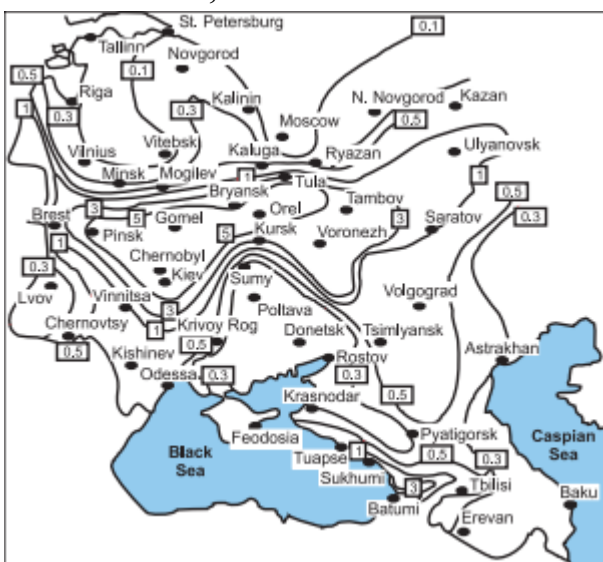 St. Petersburg
Tallinn
0.1
Novgorod
0.5
0.1
Riga
1
0.3
0.3
Kalinin
N. Novgorod
Kazan
Moscow
0.5
Vitebsk
Vilnius
Kaluga
Ryazan
Ulyanovsk
Minsk
Mogilev
1
Tula
1
Bryansk
0.5
3
Orel
Tambov
0.3
Brest
5
Gomel
3
Pinsk
5
Kursk
Saratov
1
Voronezh
Chernobyl
0.3
Kiev
Sumy
Lvov
Vinnitsa
3
Poltava
Volgograd
Chernovtsy
1
Krivoy Rog
0.5
Donetsk
Tsimlyansk
0.5
Kishinev
Rostov
Astrakhan
Odessa
0.3
0.3
0.5
Krasnodar
Feodosia
Pyatigorsk
Black
Sea
Tuapse
1
0.5
0.3
Caspian
Sea
Sukhumi
3
Tbilisi
Batumi
Baku
Erevan